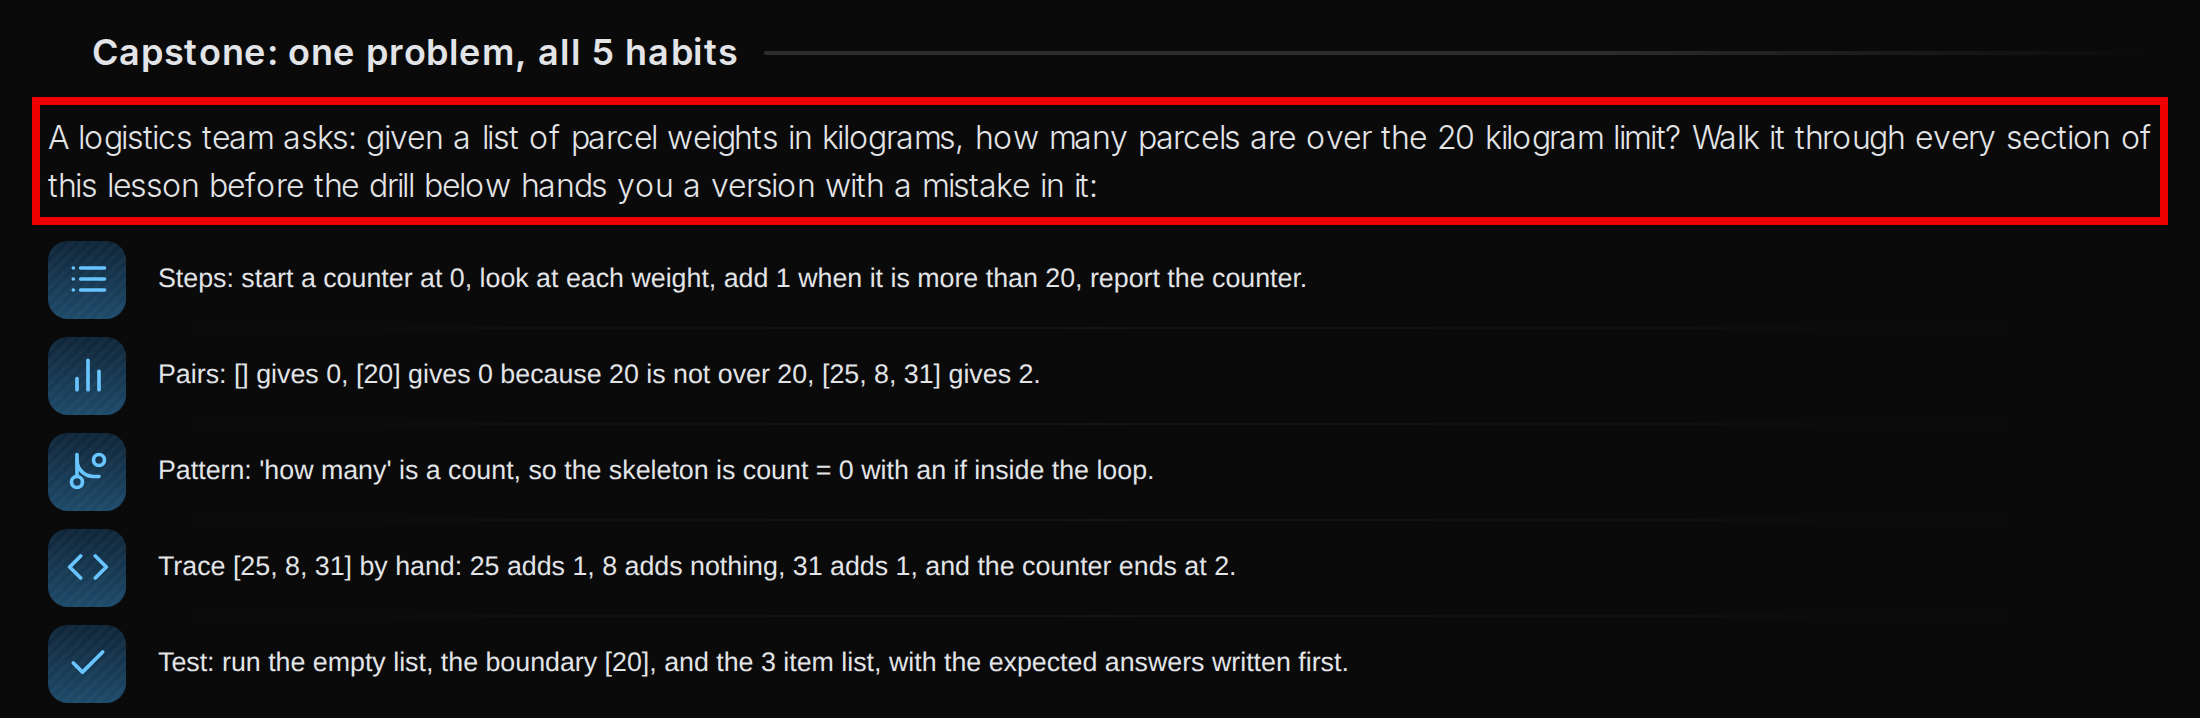 Capstone: one problem, all 5 habits
A logistics team asks: given a list of parcel weights in kilograms, how many parcels are over the 20 kilogram limit? Walk it through every section of
this lesson before the drill below hands you a version with a mistake in it:
Steps: start a counter at 0, look at each weight, add 1 when it is more than 20, report the counter.
Pairs: [] gives 0, [20] gives 0 because 20 is not over 20, [25, 8, 31] gives 2.
Pattern: 'how many' is a count, so the skeleton is count = 0 with an if inside the loop.
Trace [25, 8, 31] by hand: 25 adds 1, 8 adds nothing, 31 adds 1, and the counter ends at 2.
Test: run the empty list, the boundary [20], and the 3 item list, with the expected answers written first.